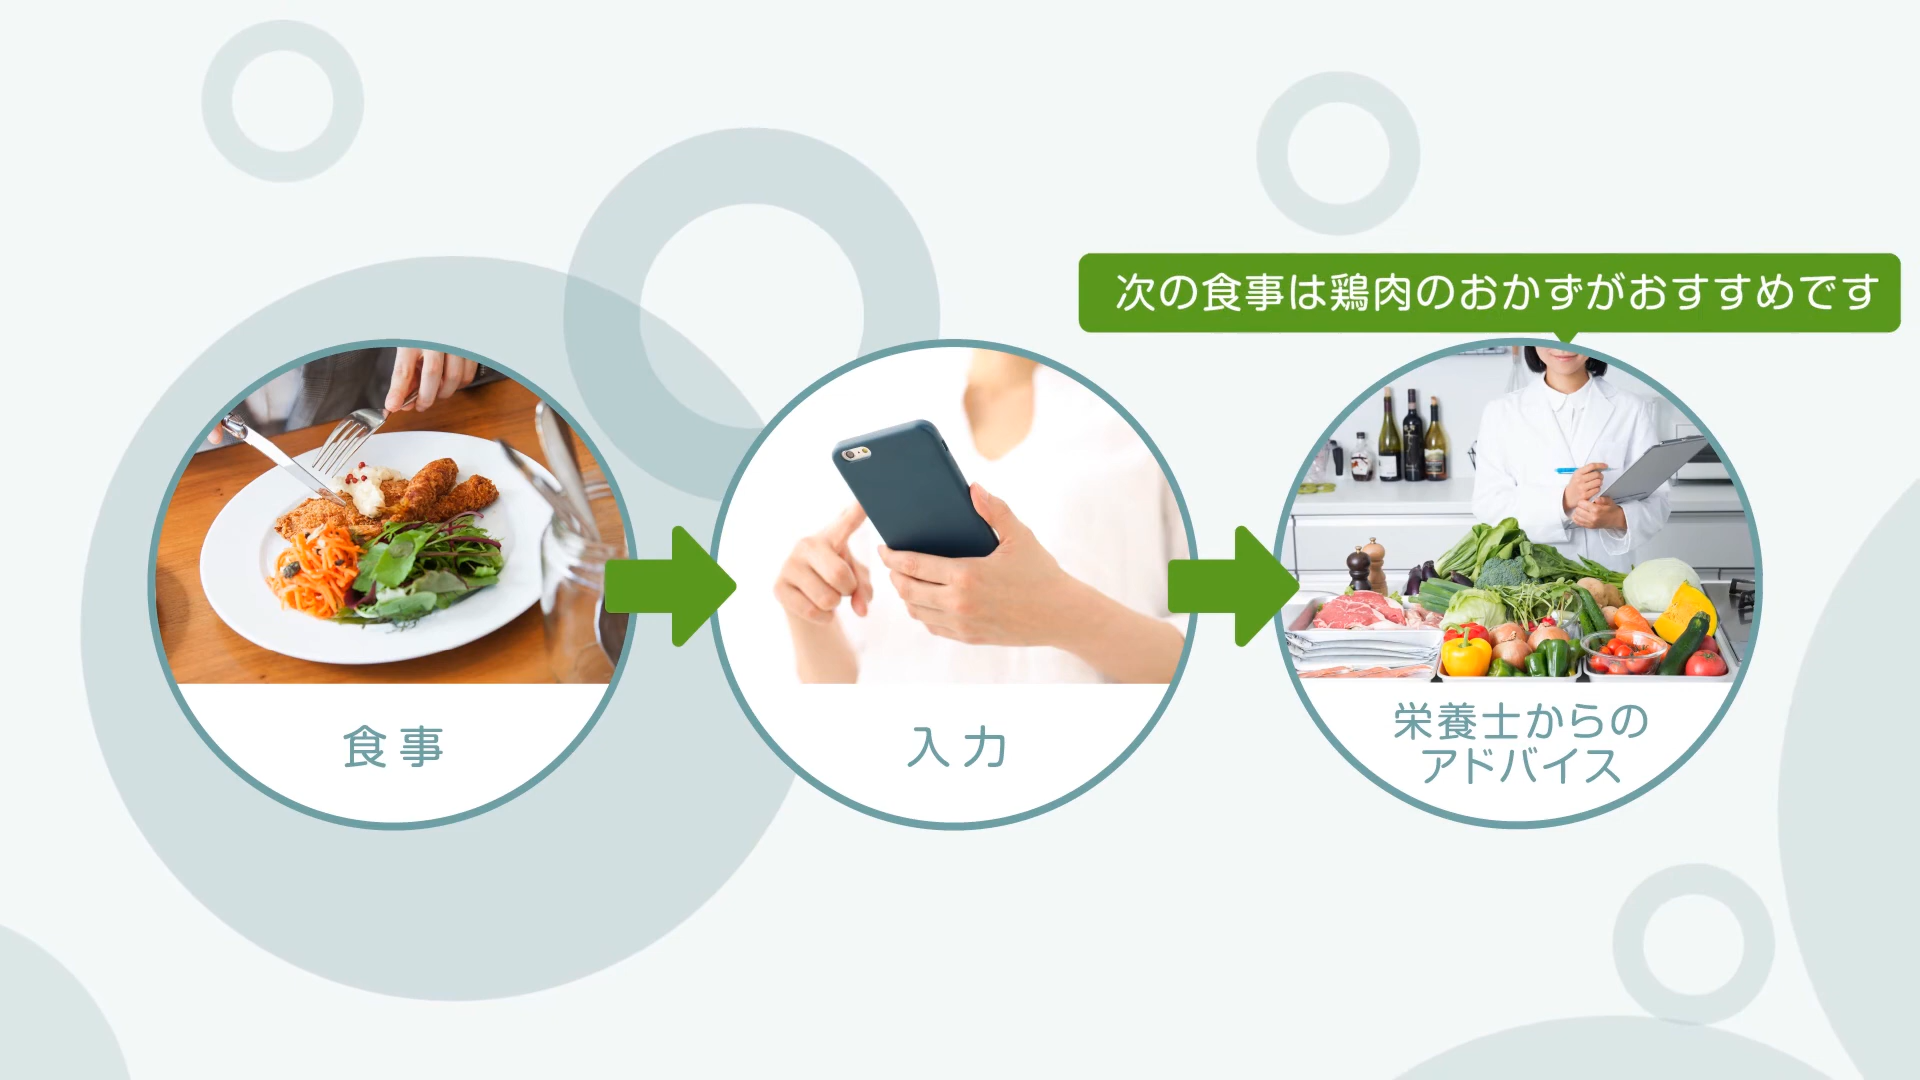 次の食事は鶏肉のおかずがおすすめです
食事
入力
栄養士からの
アドバイス